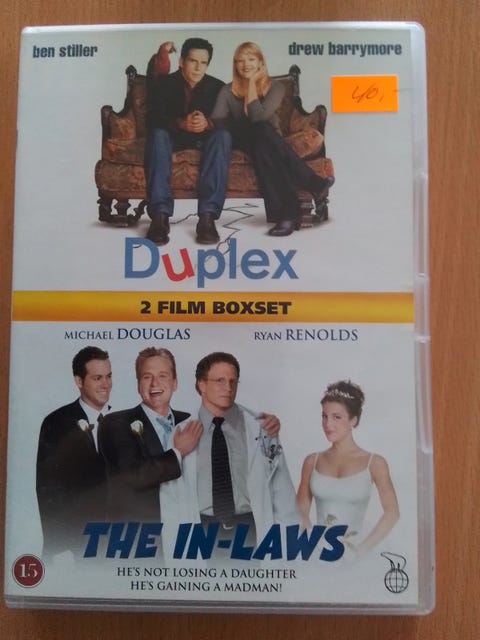 ben stiller
drew barrymore
40,-
Duplex
2 FILM BOXSET
MICHAEL DOUGLAS
RYAN RENOLDS
THE IN-LAWS
HE'S NOT LOSING A DAUGHTER
HE'S GAINING A MADMAN!
15